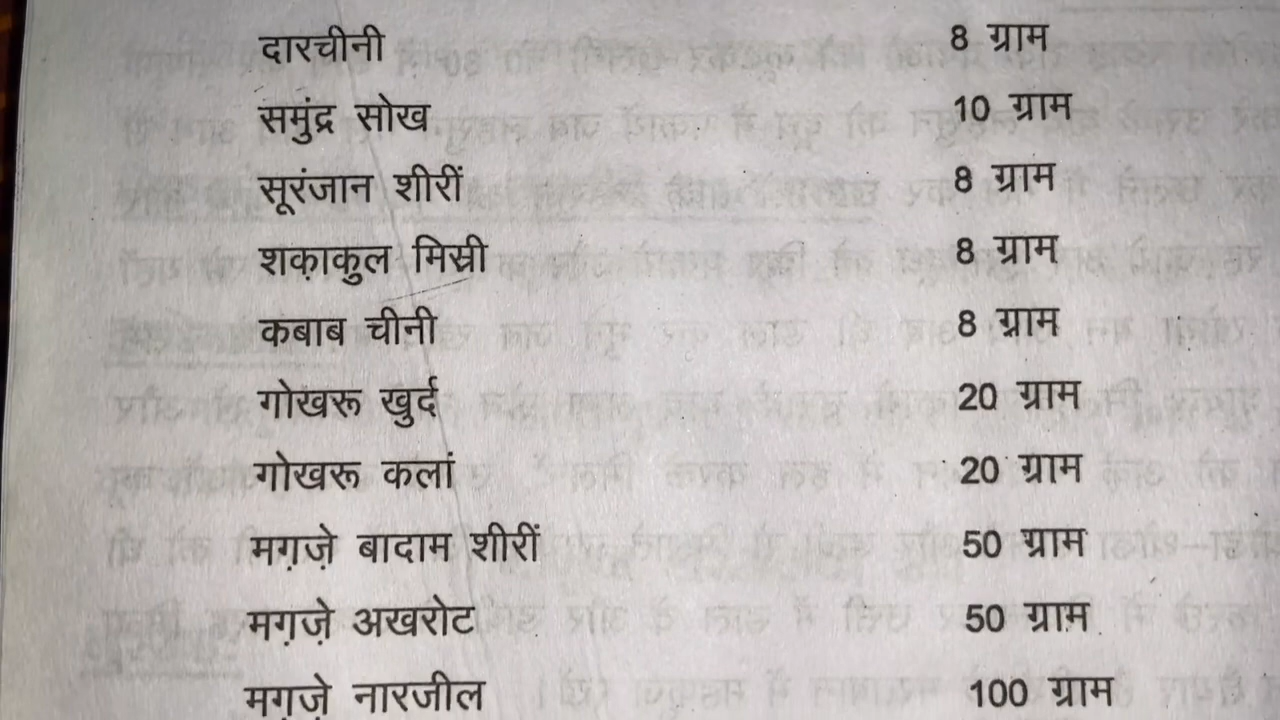 दारचीनी 8 ग्राम
समुंद्र सोख 10 ग्राम
सूरंजान शीरीं 8 ग्राम
शक़ाकुल मिस्री 8 ग्राम
कबाब चीनी 8 ग्राम
गोखरू खुर्द 20 ग्राम
गोखरू कलां 20 ग्राम
मग़ज़े बादाम शीरीं 50 ग्राम
मग़ज़े अखरोट 50 ग्राम
मग़ज़े नारजील 100 ग्राम